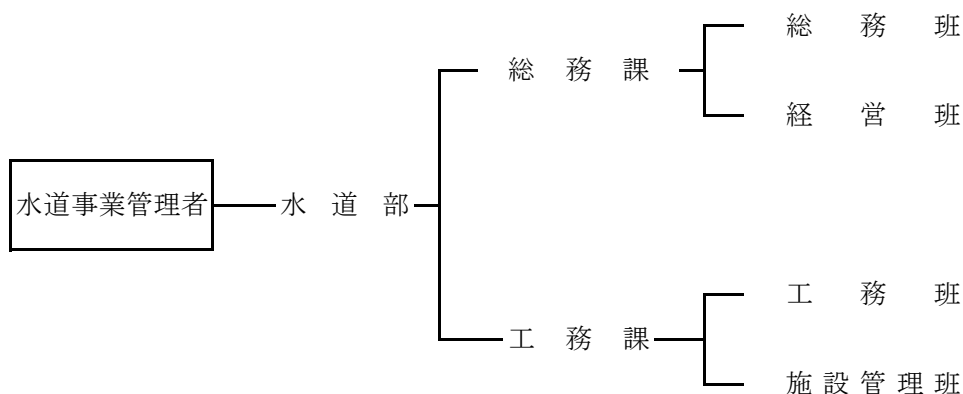 総務班
総務課
経営班
水道事業管理者
水道部
工務班
工務課
施設管理班